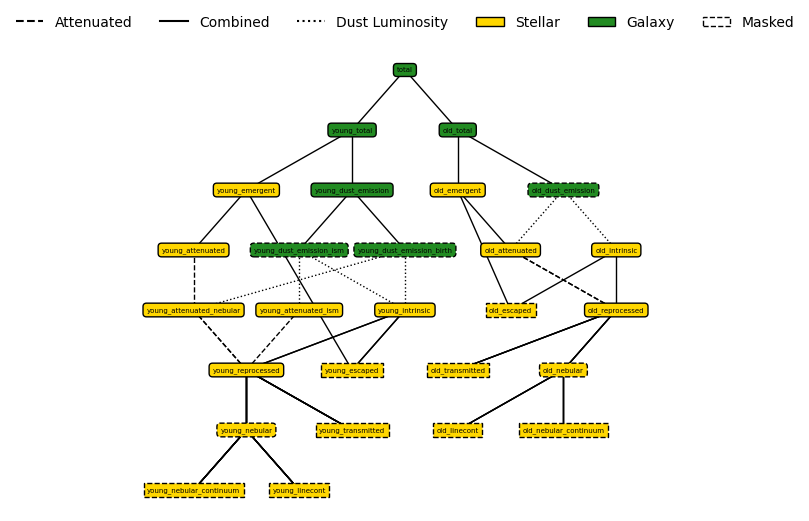 Attenuated Combined Dust Luminosity Stellar Galaxy Masked
total
young_total old_total
young_emergent young_dust_emission old_emergent old_dust_emission
young_attenuated young_dust_emission_ism young_dust_emission_birth old_attenuated old_intrinsic
young_attenuated_nebular young_attenuated_ism young_intrinsic old_escaped old_reprocessed
young_reprocessed young_escaped old_transmitted old_nebular
young_nebular young_transmitted old_linecont old_nebular_continuum
young_nebular_continuum young_linecont